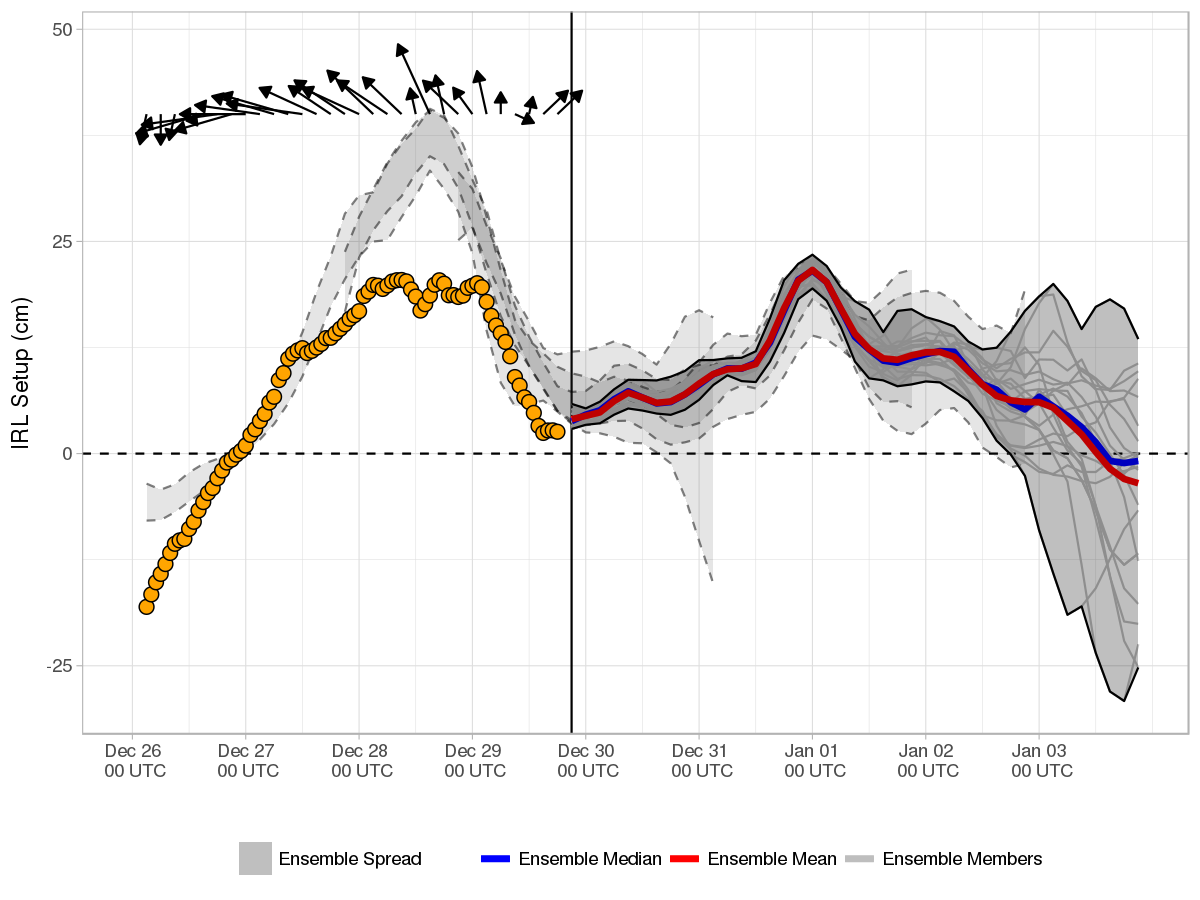 IRL Setup (cm)
50
25
0
-25
Dec 26 Dec 27 Dec 28 Dec 29 Dec 30 Dec 31 Jan 01 Jan 02 Jan 03
00 UTC 00 UTC 00 UTC 00 UTC 00 UTC 00 UTC 00 UTC 00 UTC 00 UTC
Ensemble Spread Ensemble Median Ensemble Mean Ensemble Members